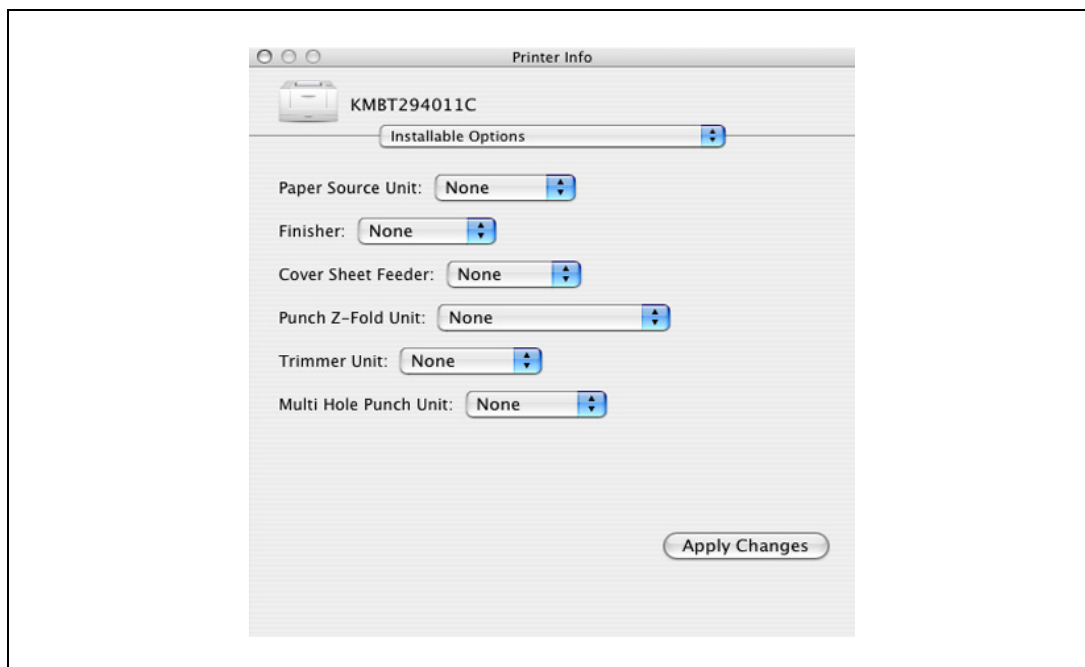 Printer Info
KMBT294011C
Installable Options
Paper Source Unit: None
Finisher: None
Cover Sheet Feeder: None
Punch Z-Fold Unit: None
Trimmer Unit: None
Multi Hole Punch Unit: None
Apply Changes